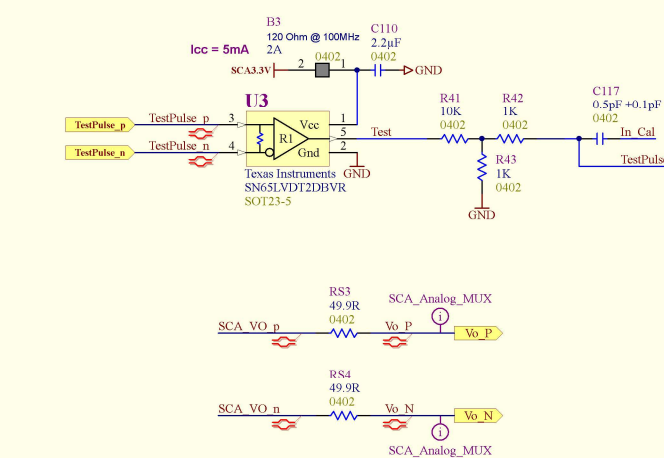 B3
120 Ohm @ 100MHz
2A
Icc = 5mA
0402
SCA3.3V
2
1
C110
2.2µF
0402
GND
U3
TestPulse_p
TestPulse_p
3
TestPulse_n
TestPulse_n
4
R1
Vcc
Gnd
1
5
2
Test
GND
Texas Instruments
SN65LVDT2DBVR
SOT23-5
R41
10K
0402
R42
1K
0402
R43
1K
0402
GND
C117
0.5pF +0.1pF
0402
In_Cal
TestPulse
RS3
49.9R
0402
SCA_VO_p
Vo_P
SCA_Analog_MUX
i
Vo_P
RS4
49.9R
0402
SCA_VO_n
Vo_N
Vo_N
i
SCA_Analog_MUX